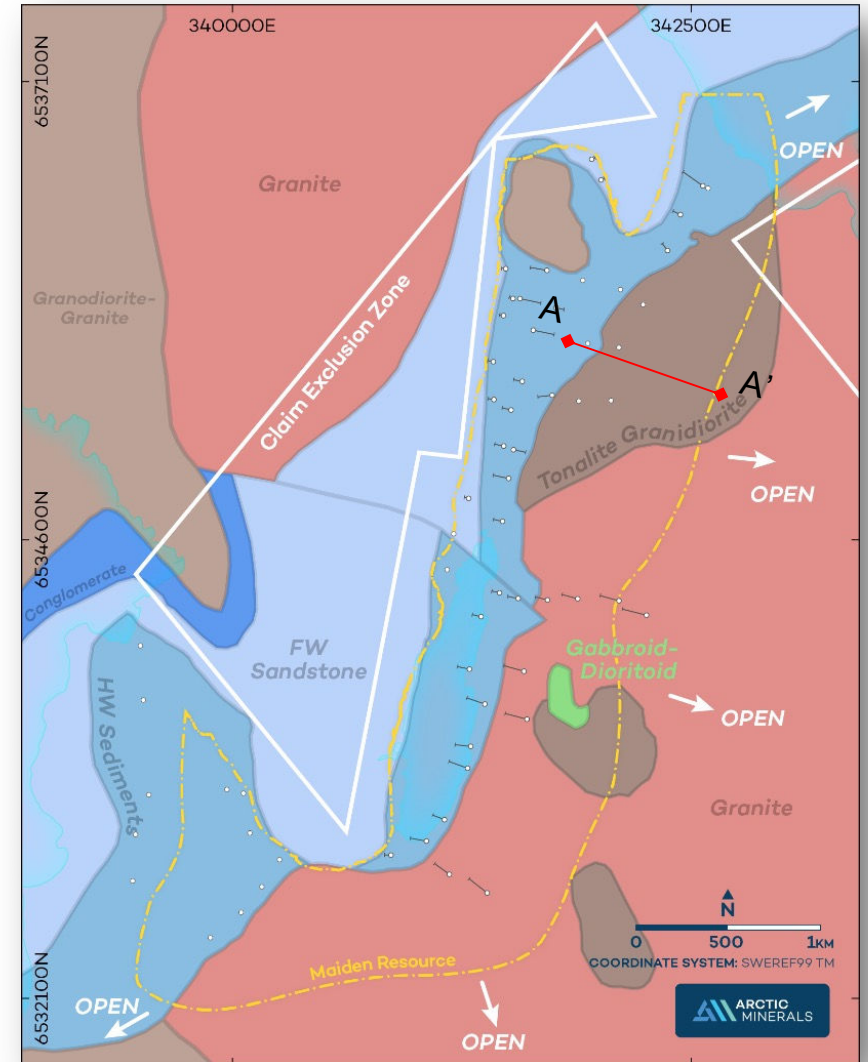 340000E
342500E
6537100N
OPEN
Granite
Granodiorite-
Granite
Claim Exclusion Zone
A
A'
Tonalite Granidiorite
OPEN
6534600N
Conglomerate
FW
Sandstone
Gabbroid-
Dioritoid
HW Sediments
OPEN
Granite
N
0 500 1KM
COORDINATE SYSTEM: SWEREF99 TM
Maiden Resource
6532100N
OPEN
OPEN
ARCTIC
MINERALS